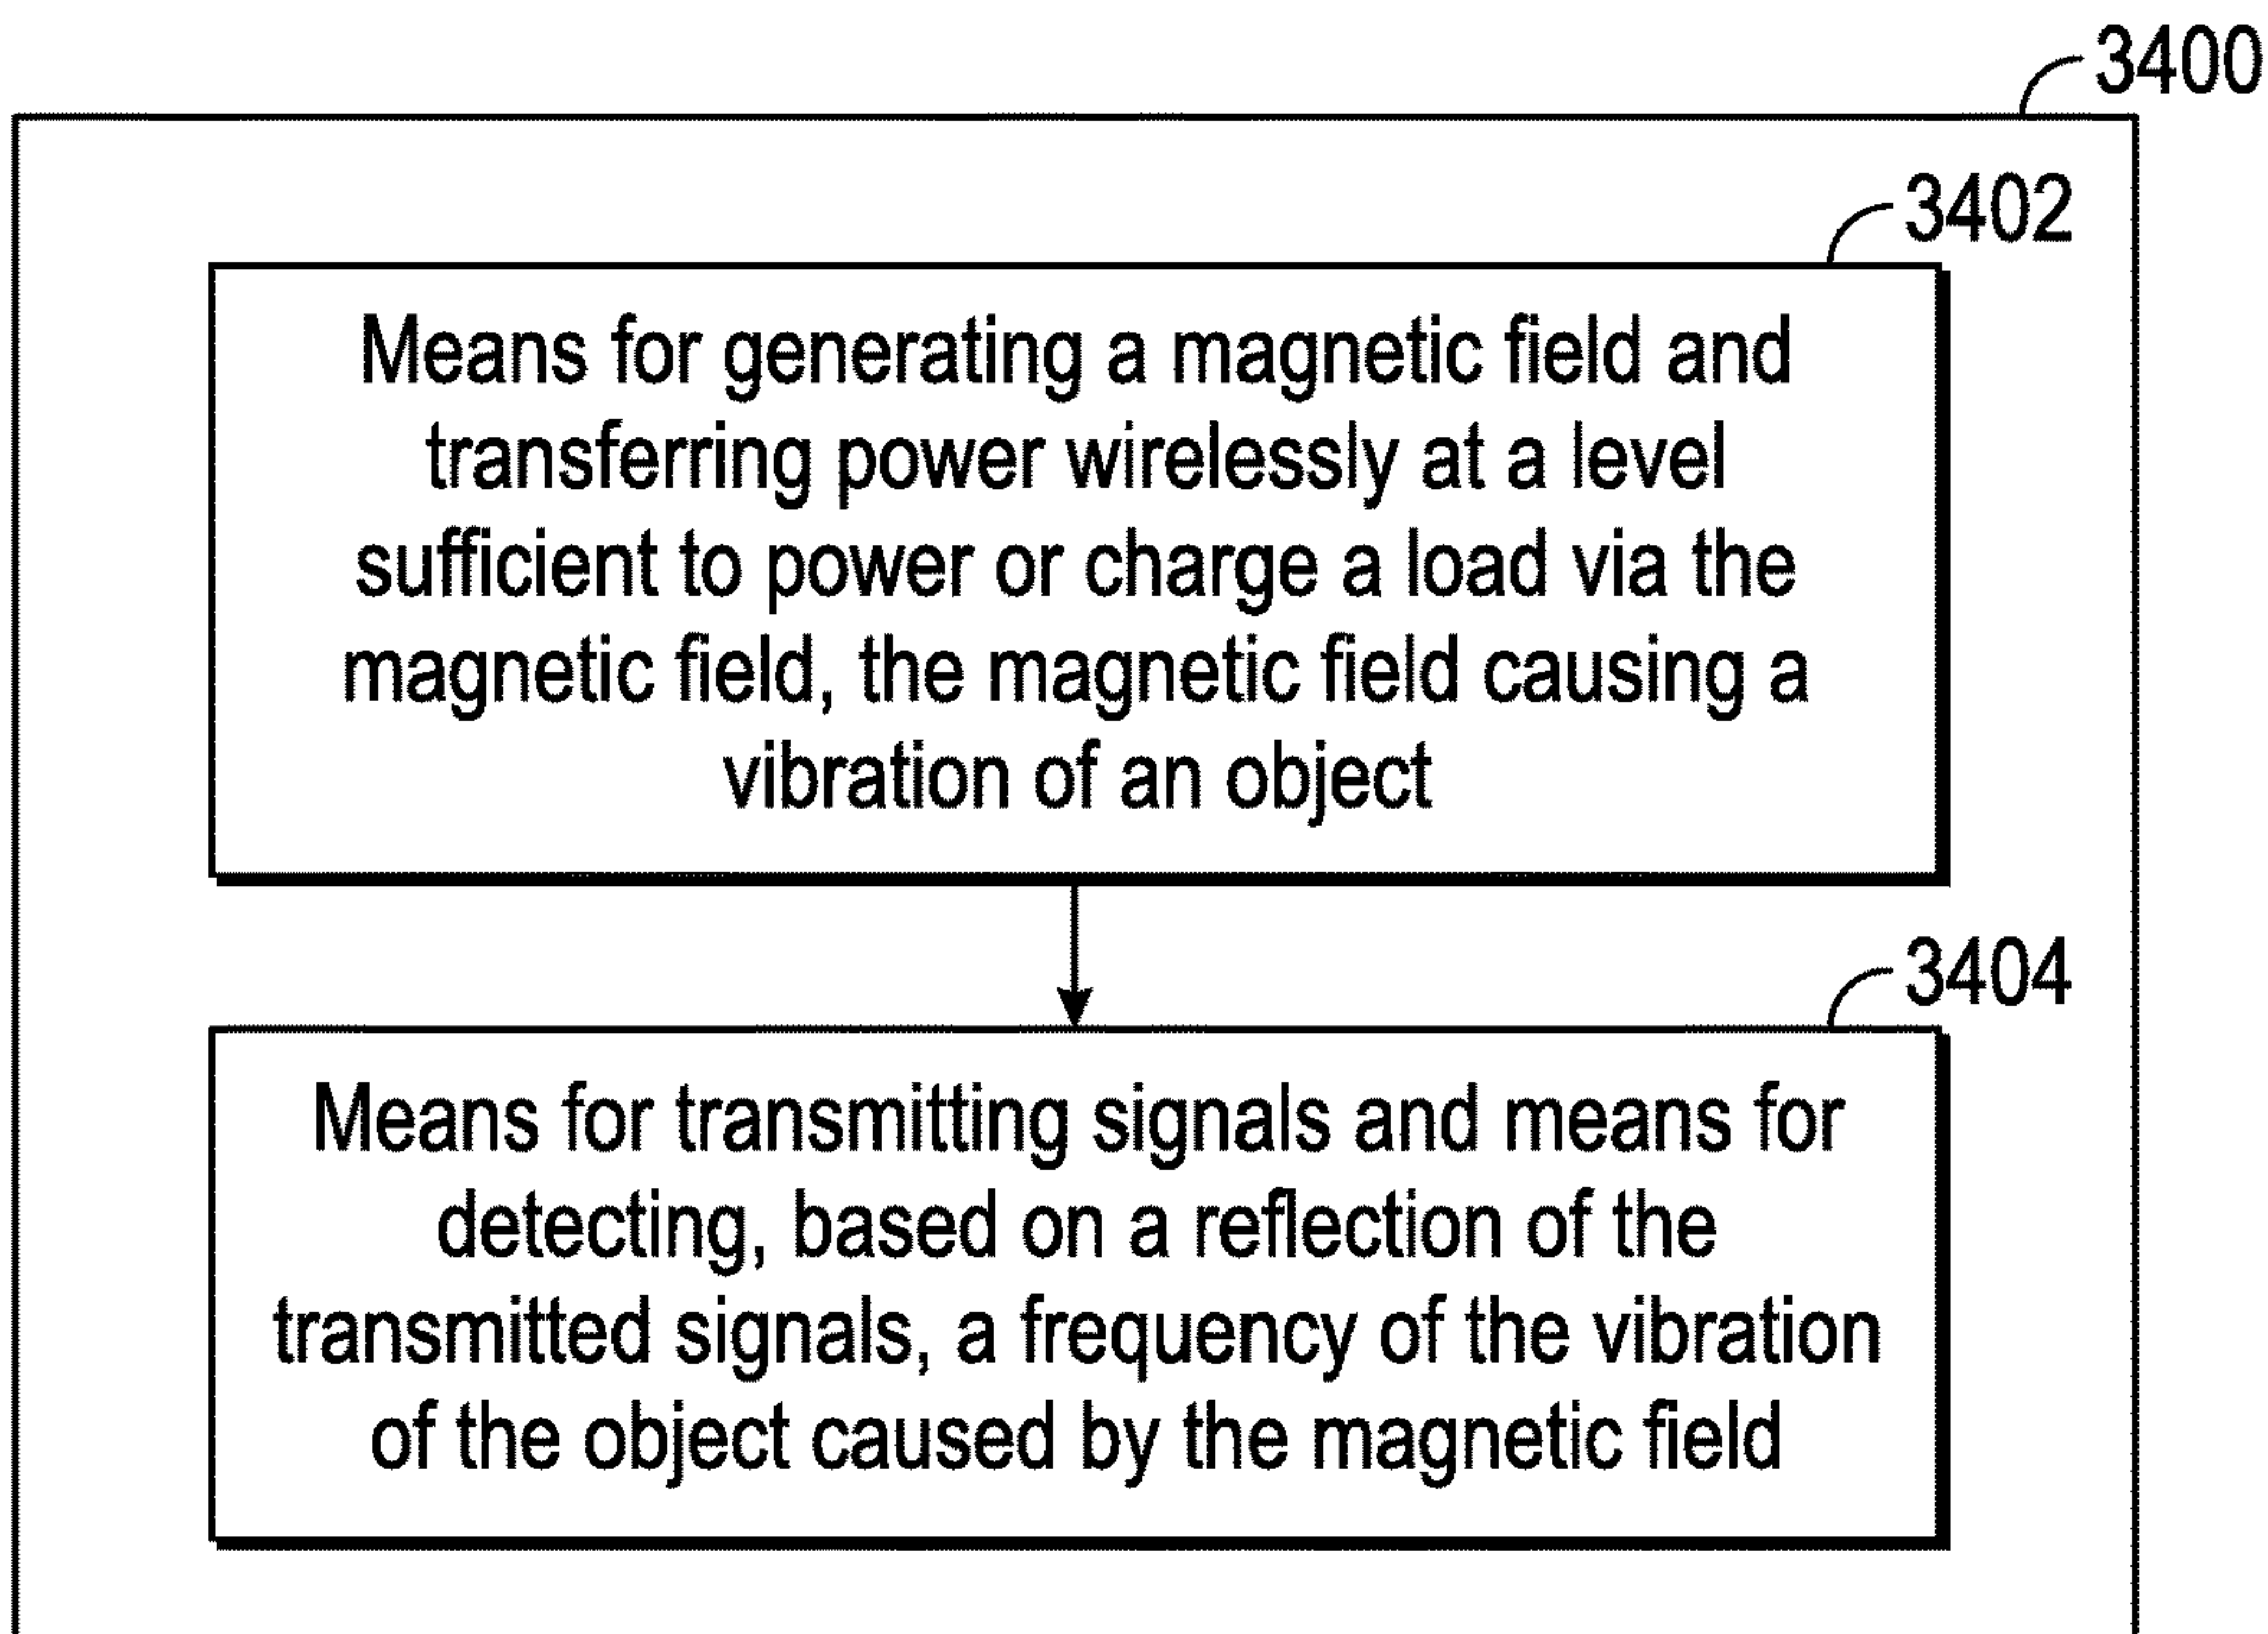 3400
3402
Means for generating a magnetic field and
transferring power wirelessly at a level
sufficient to power or charge a load via the
magnetic field, the magnetic field causing a
vibration of an object
3404
Means for transmitting signals and means for
detecting, based on a reflection of the
transmitted signals, a frequency of the vibration
of the object caused by the magnetic field